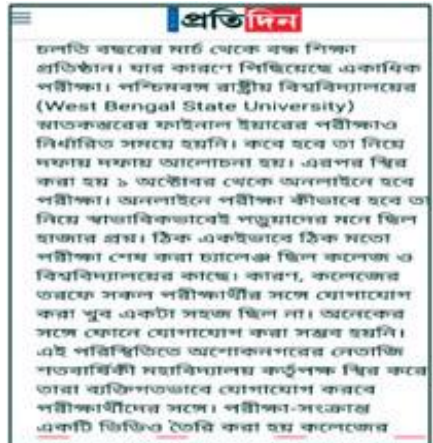 প্রতিদিন
চলতি বছরের মার্চ থেকে বন্ধ শিক্ষা
প্রতিষ্ঠান। যার কারণে পিছিয়েছে একাধিক
পরীক্ষা। পশ্চিমবঙ্গ রাষ্ট্রীয় বিশ্ববিদ্যালয়ের
(West Bengal State University)
স্নাতকস্তরের ফাইনাল ইয়ারের পরীক্ষাও
নির্ধারিত সময়ে হয়নি। কবে হবে তা নিয়ে
দফায় দফায় আলোচনা হয়। এরপর স্থির
করা হয় ১ অক্টোবর থেকে অনলাইনে হবে
পরীক্ষা। অনলাইনে পরীক্ষা কীভাবে হবে তা
নিয়ে স্বাভাবিকভাবেই পড়ুয়াদের মনে ছিল
হাজার প্রশ্ন। ঠিক একইভাবে ঠিক মতো
পরীক্ষা শেষ করা চ্যালেঞ্জ ছিল কলেজ ও
বিশ্ববিদ্যালয়ের কাছে। কারণ, কলেজের
তরফে সকল পরীক্ষার্থীর সঙ্গে যোগাযোগ
করা খুব একটা সহজ ছিল না। অনেকের
সঙ্গে ফোনে যোগাযোগ করা সম্ভব হয়নি।
এই পরিস্থিতিতে অশোকনগরের নেতাজি
শতবার্ষিকী মহাবিদ্যালয় কর্তৃপক্ষ স্থির করে
তারা ব্যক্তিগতভাবে যোগাযোগ করবে
পরীক্ষার্থীদের সঙ্গে। পরীক্ষা-সংক্রান্ত
একটি ভিডিও তৈরি করা হয় কলেজের